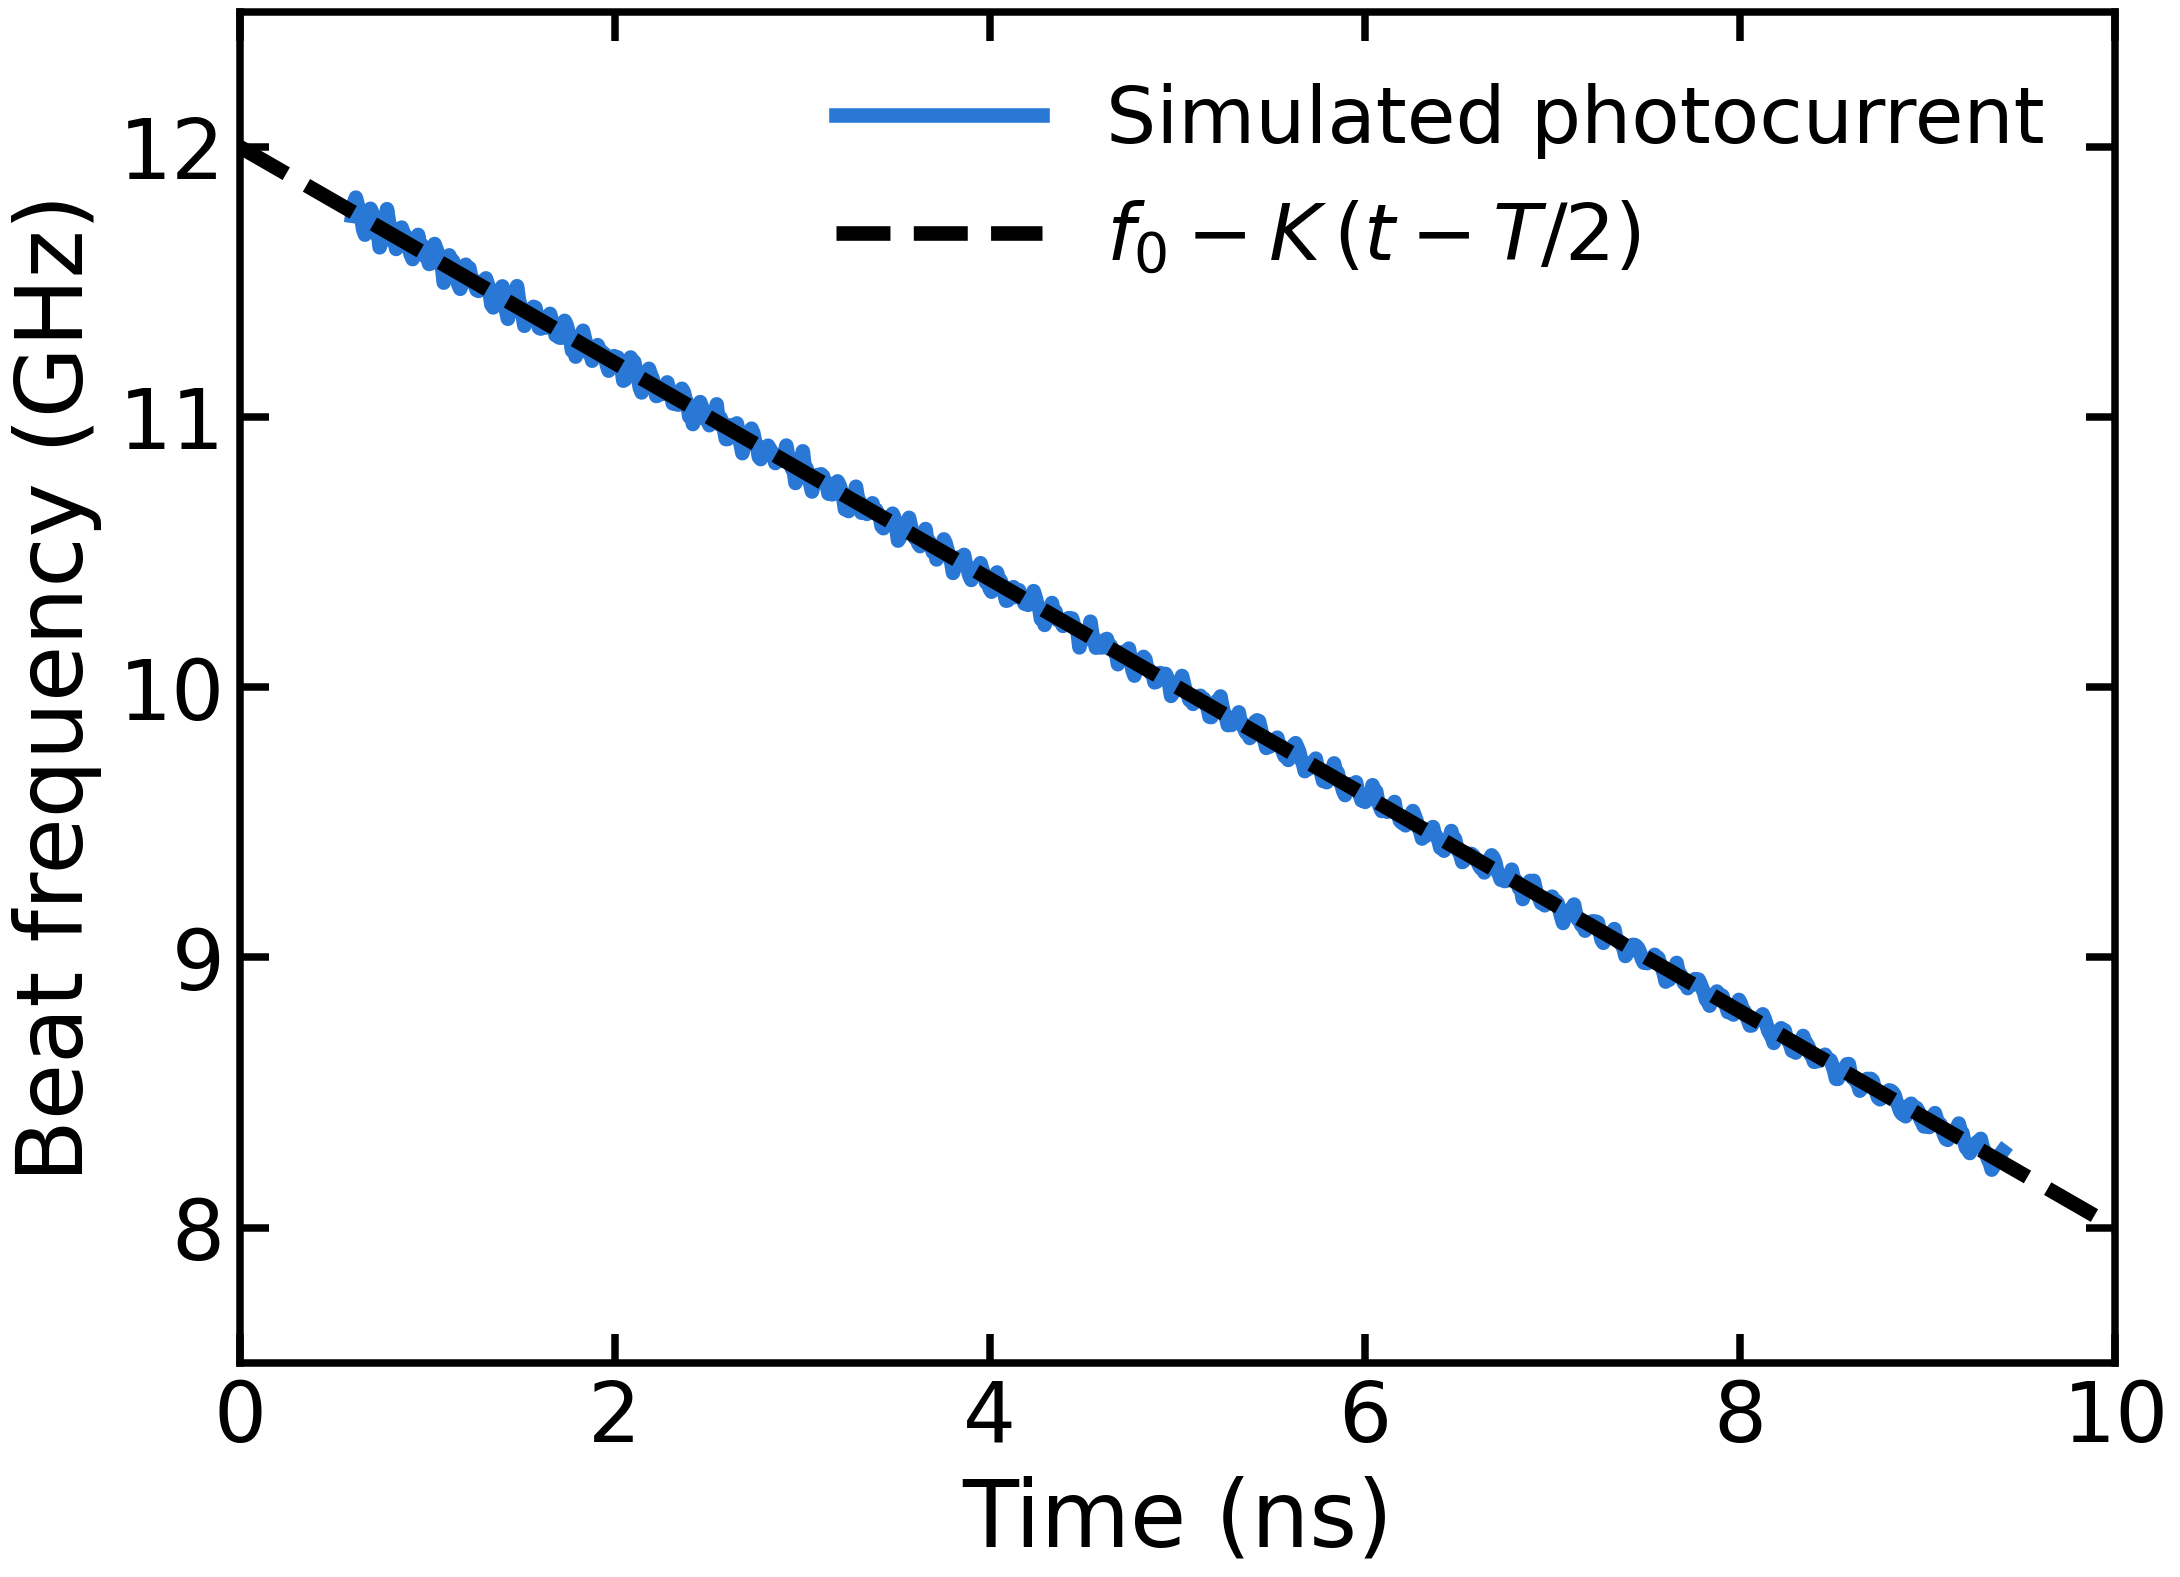 Simulated photocurrent
f₀ − K (t − T/2)
Beat frequency (GHz)
12
11
10
9
8
0 2 4 6 8 10
Time (ns)